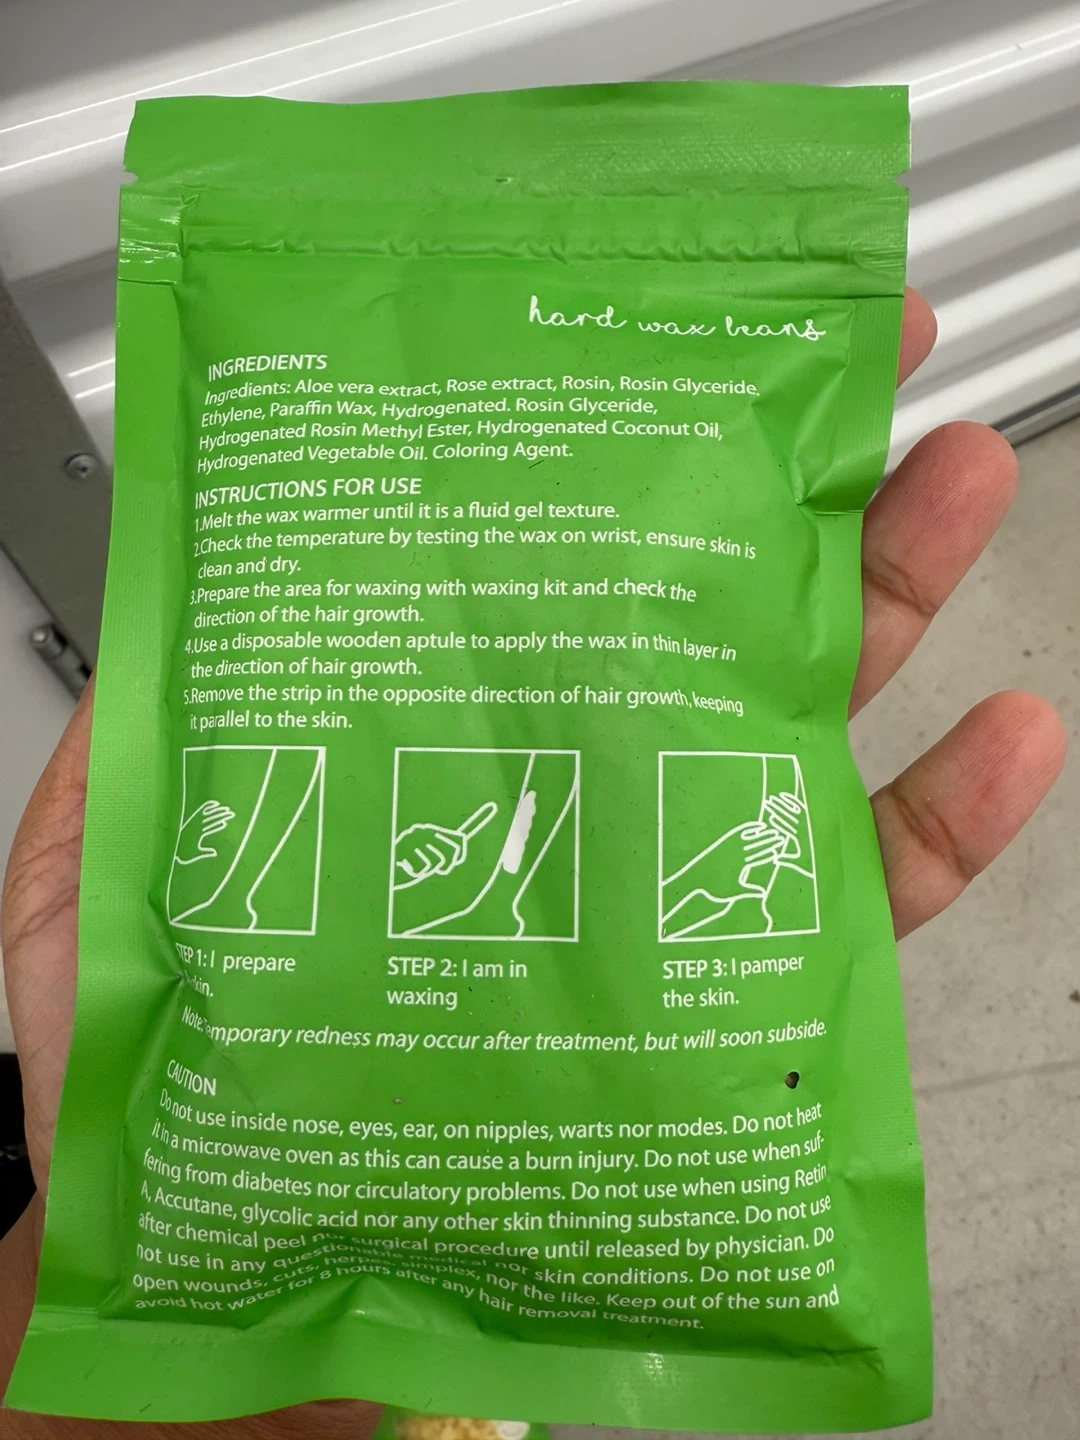 hard wax beans
INGREDIENTS
Ingredients: Aloe vera extract, Rose extract, Rosin, Rosin Glyceride.
Ethylene, Paraffin Wax, Hydrogenated. Rosin Glyceride,
Hydrogenated Rosin Methyl Ester, Hydrogenated Coconut Oil,
Hydrogenated Vegetable Oil. Coloring Agent.
INSTRUCTIONS FOR USE
1.Melt the wax warmer until it is a fluid gel texture.
2.Check the temperature by testing the wax on wrist, ensure skin is
clean and dry.
3.Prepare the area for waxing with waxing kit and check the
direction of the hair growth.
4.Use a disposable wooden aptule to apply the wax in thin layer in
the direction of hair growth.
5.Remove the strip in the opposite direction of hair growth, keeping
it parallel to the skin.
STEP 1: I prepare
skin.
STEP 2: I am in
waxing
STEP 3: I pamper
the skin.
Note: Temporary redness may occur after treatment, but will soon subside.
CAUTION
Do not use inside nose, eyes, ear, on nipples, warts nor modes. Do not heat
it in a microwave oven as this can cause a burn injury. Do not use when suf-
fering from diabetes nor circulatory problems. Do not use when using Retin
A, Accutane, glycolic acid nor any other skin thinning substance. Do not use
after chemical peel nor surgical procedure until released by physician. Do
not use in any questionable medical nor skin conditions. Do not use on
open wounds, cuts, herpes, simplex, nor the like. Keep out of the sun and
avoid hot water for 8 hours after any hair removal treatment.